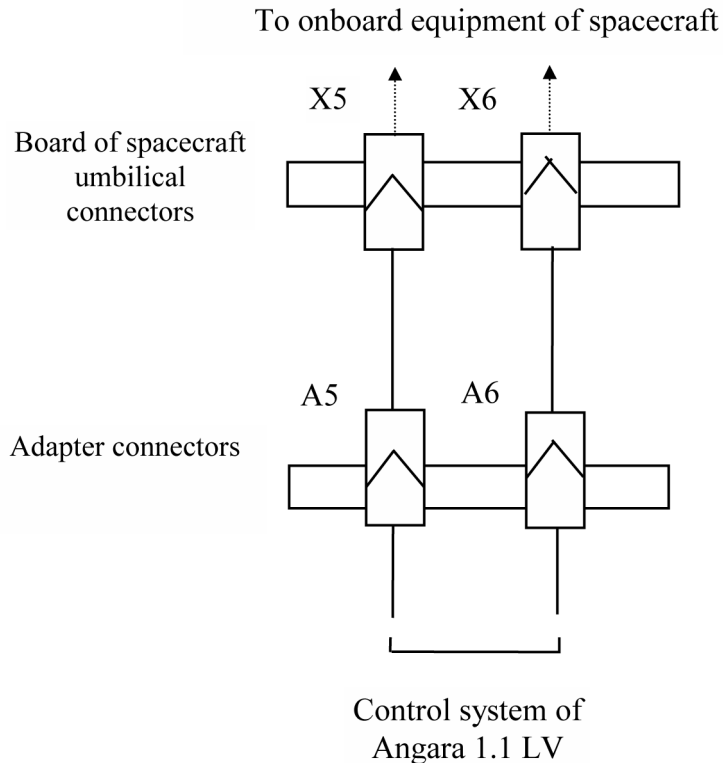 To onboard equipment of spacecraft
X5
X6
Board of spacecraft
umbilical
connectors
A5
A6
Adapter connectors
Control system of
Angara 1.1 LV